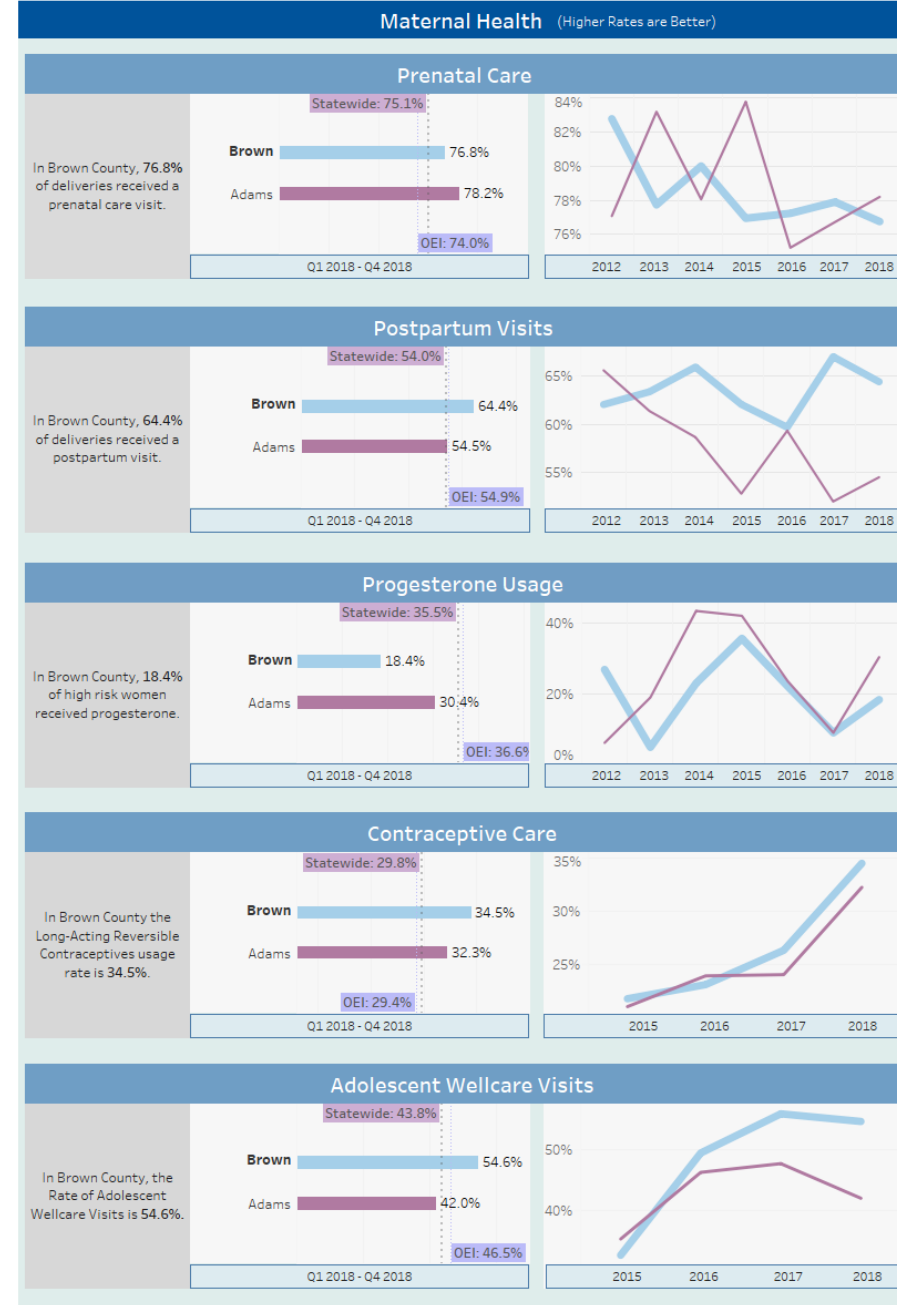 Maternal Health (Higher Rates are Better)
Prenatal Care
In Brown County, 76.8%
of deliveries received a
prenatal care visit.
Statewide: 75.1%
Brown 76.8%
Adams 78.2%
OEI: 74.0%
Q1 2018 - Q4 2018
84%
82%
80%
78%
76%
2012 2013 2014 2015 2016 2017 2018
Postpartum Visits
In Brown County, 64.4%
of deliveries received a
postpartum visit.
Statewide: 54.0%
Brown 64.4%
Adams 54.5%
OEI: 54.9%
Q1 2018 - Q4 2018
65%
60%
55%
2012 2013 2014 2015 2016 2017 2018
Progesterone Usage
In Brown County, 18.4%
of high risk women
received progesterone.
Statewide: 35.5%
Brown 18.4%
Adams 30.4%
OEI: 36.6%
Q1 2018 - Q4 2018
40%
20%
0%
2012 2013 2014 2015 2016 2017 2018
Contraceptive Care
In Brown County the
Long-Acting Reversible
Contraceptives usage
rate is 34.5%.
Statewide: 29.8%
Brown 34.5%
Adams 32.3%
OEI: 29.4%
Q1 2018 - Q4 2018
35%
30%
25%
2015 2016 2017 2018
Adolescent Wellcare Visits
In Brown County, the
Rate of Adolescent
Wellcare Visits is 54.6%.
Statewide: 43.8%
Brown 54.6%
Adams 42.0%
OEI: 46.5%
Q1 2018 - Q4 2018
50%
40%
2015 2016 2017 2018